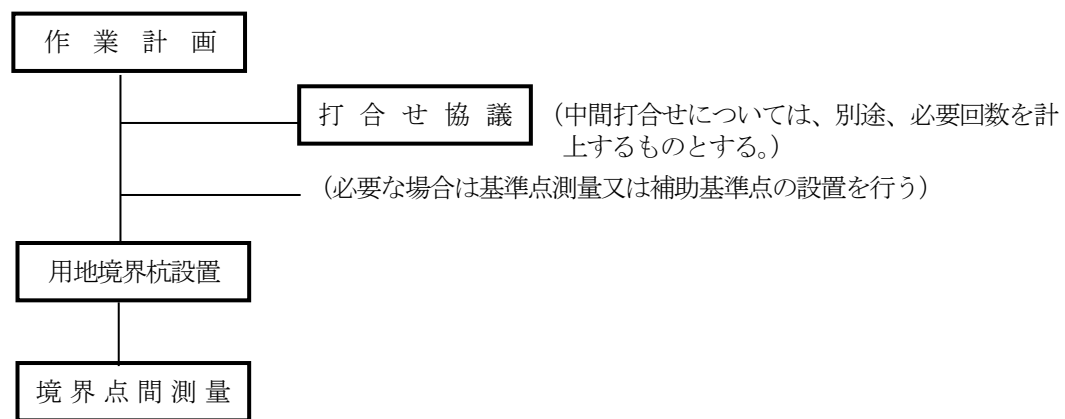 作業計画
打合せ協議
(中間打合せについては、別途、必要回数を計
上するものとする。)
(必要な場合は基準点測量又は補助基準点の設置を行う)
用地境界杭設置
境界点間測量